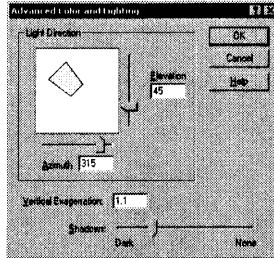 Advanced Color and Lighting
Light Direction
OK
Cancel
Help
Elevation
45
Azimuth: 315
Vertical Exageration: 1.1
Shadows:
Dark None